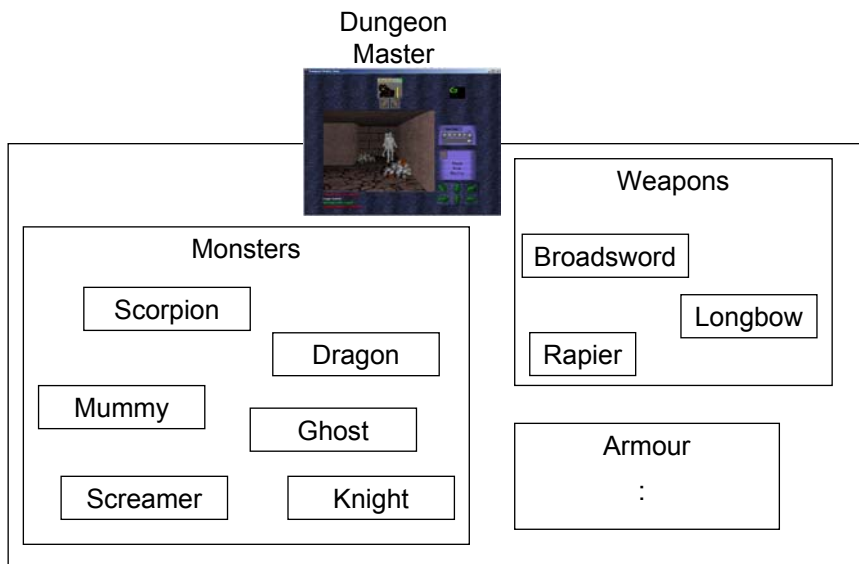 Dungeon
Master
Weapons
Monsters
Broadsword
Scorpion
Longbow
Dragon
Rapier
Mummy
Ghost
Armour
:
Screamer
Knight